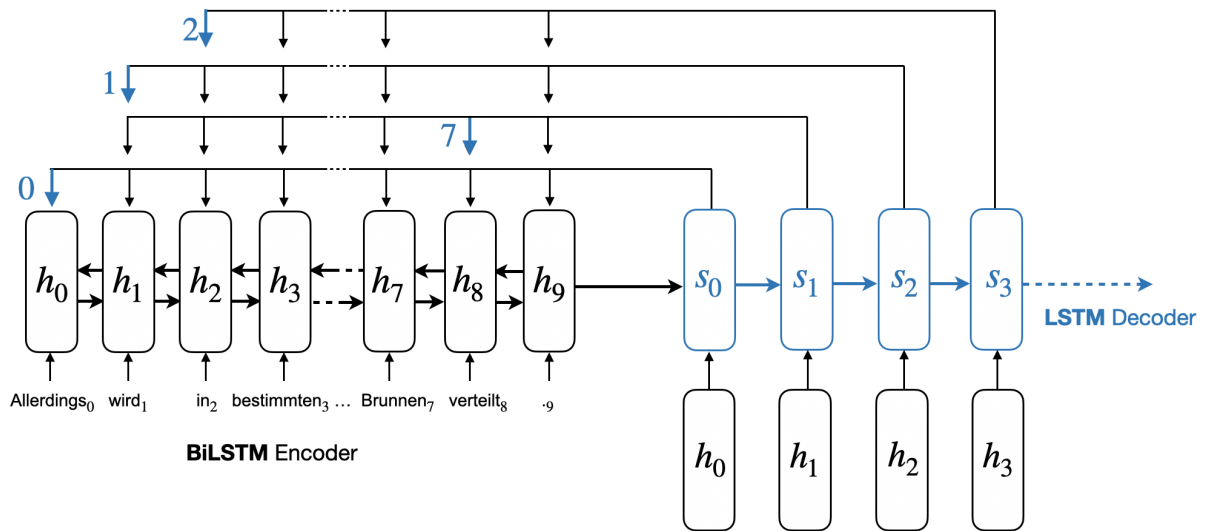 2
1
7
0
h₀ h₁ h₂ h₃ h₇ h₈ h₉ s₀ s₁ s₂ s₃
LSTM Decoder
Allerdings₀ wird₁ in₂ bestimmten₃ ... Brunnen₇ verteilt₈ .₉
BiLSTM Encoder
h₀ h₁ h₂ h₃